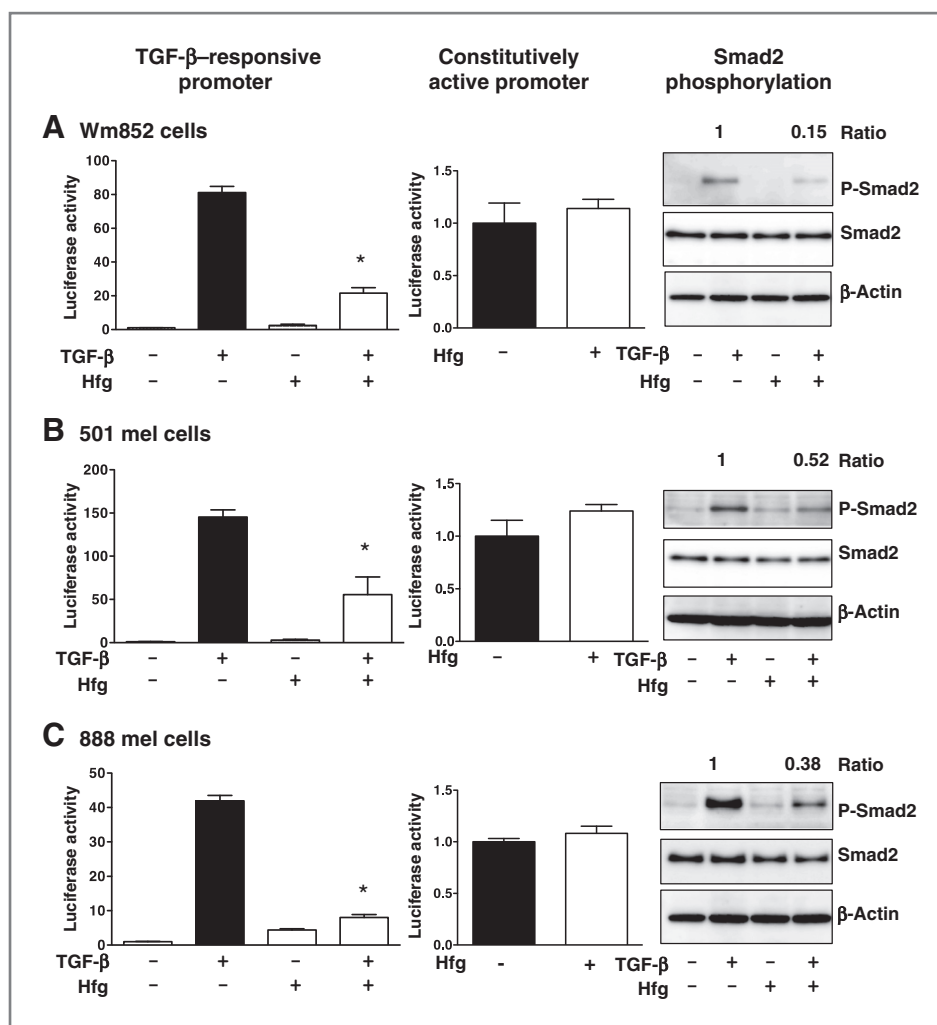 TGF-β–responsive
promoter
Constitutively
active promoter
Smad2
phosphorylation
A Wm852 cells
Luciferase activity
100
80
60
40
20
0
*
TGF-β – + – +
Hfg – – + +
Luciferase activity
1.5
1.0
0.5
0.0
Hfg – +
1 0.15 Ratio
P-Smad2
Smad2
β-Actin
TGF-β – + – +
Hfg – – + +
B 501 mel cells
Luciferase activity
200
150
100
50
0
*
TGF-β – + – +
Hfg – – + +
Luciferase activity
1.5
1.0
0.5
0.0
Hfg – +
1 0.52 Ratio
P-Smad2
Smad2
β-Actin
TGF-β – + – +
Hfg – – + +
C 888 mel cells
Luciferase activity
50
40
30
20
10
0
*
TGF-β – + – +
Hfg – – + +
Luciferase activity
1.5
1.0
0.5
0.0
Hfg - +
1 0.38 Ratio
P-Smad2
Smad2
β-Actin
TGF-β – + – +
Hfg – – + +